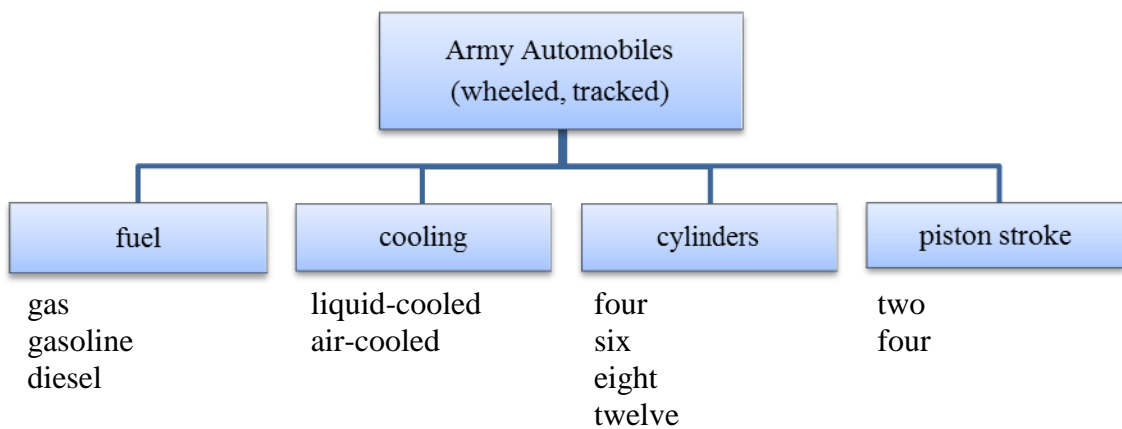 Army Automobiles
(wheeled, tracked)
fuel
cooling
cylinders
piston stroke
gas
gasoline
diesel
liquid-cooled
air-cooled
four
six
eight
twelve
two
four